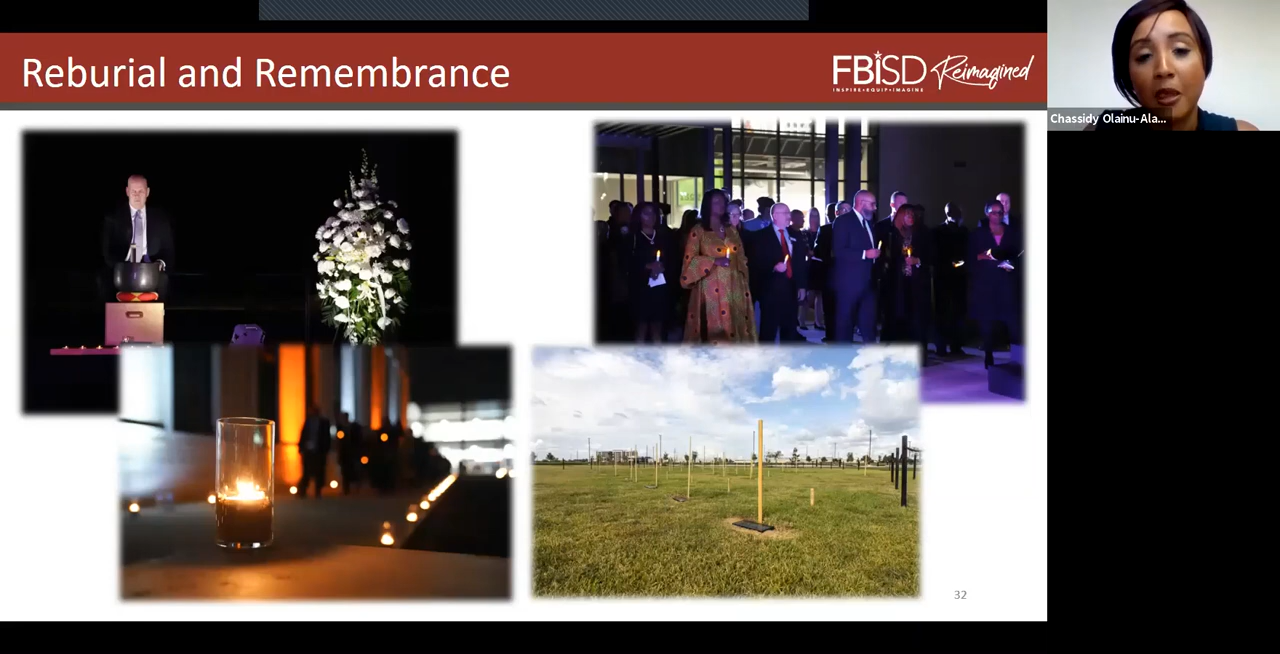 Reburial and Remembrance
FBISD Reimagined
INSPIRE•EQUIP•IMAGINE
Chassidy Olainu-Ala...
32